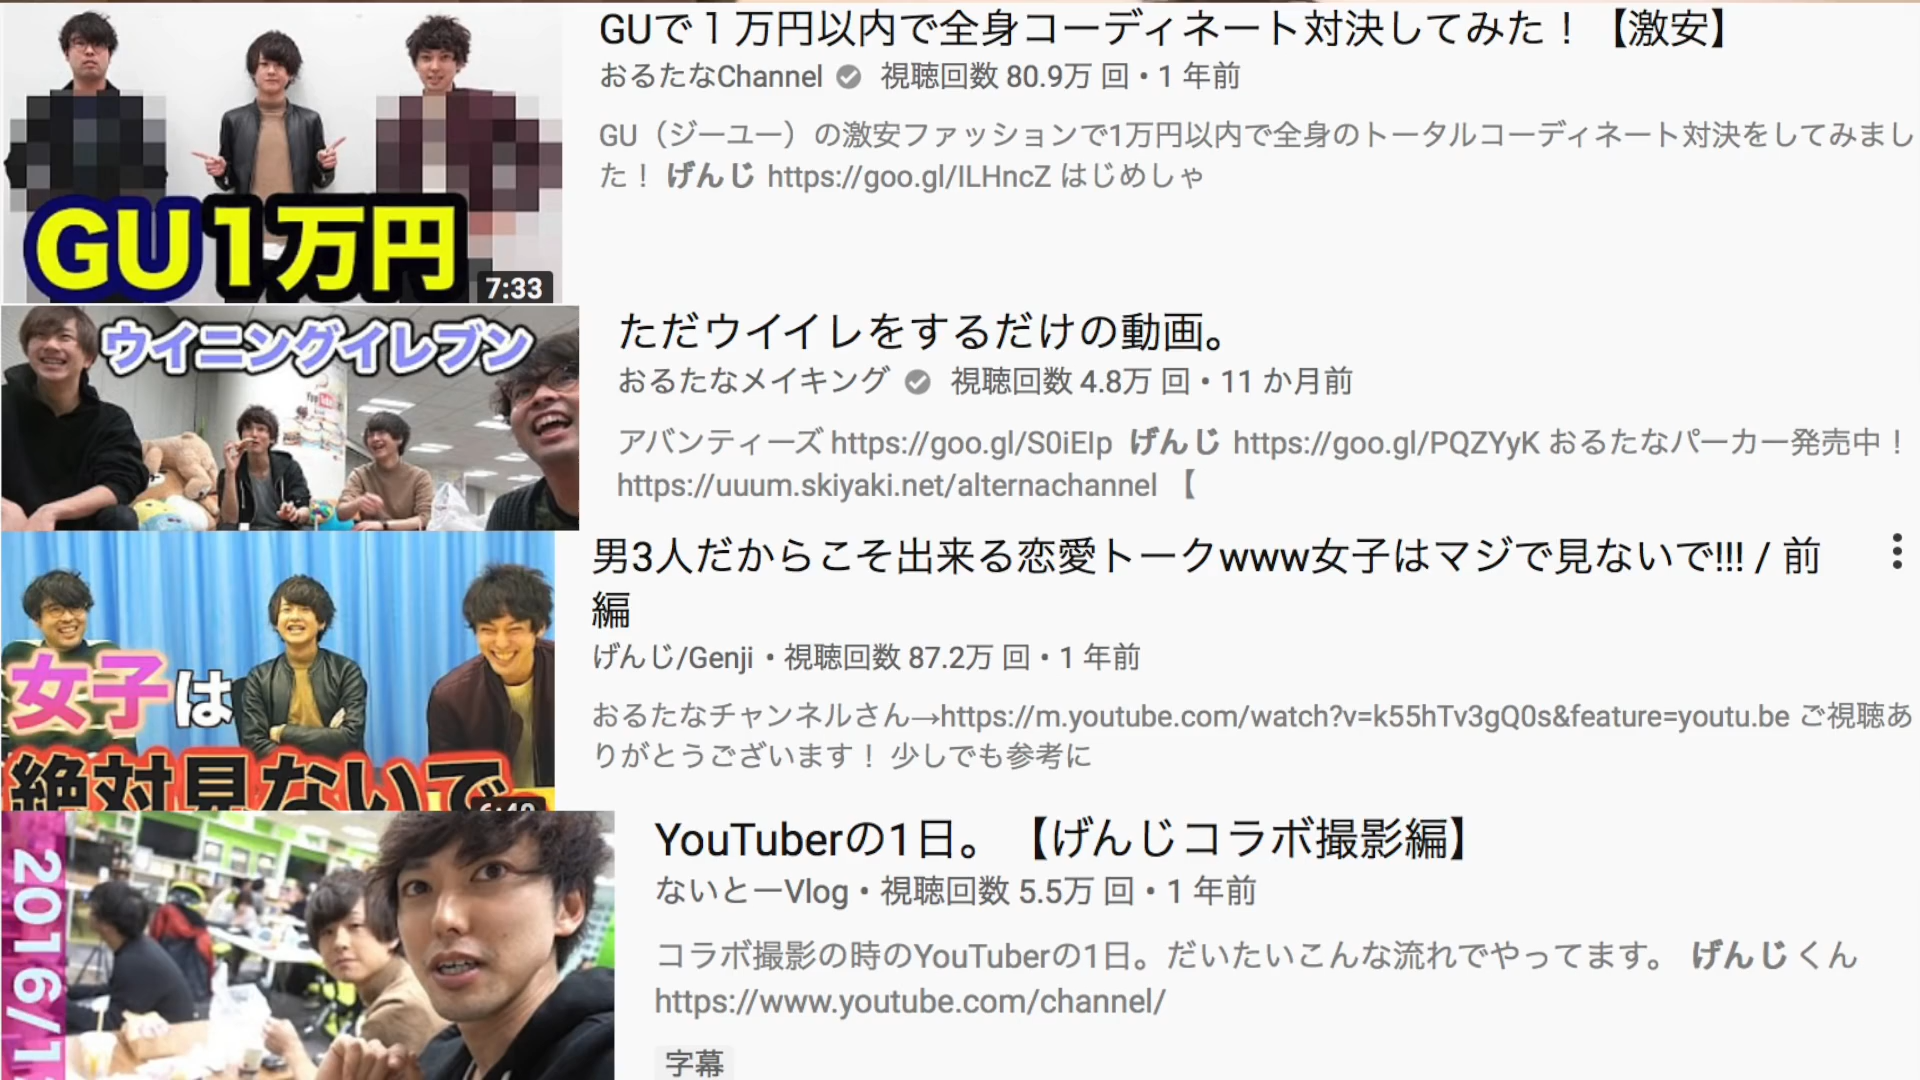 GUで１万円以内で全身コーディネート対決してみた！【激安】
おるたなChannel 視聴回数 80.9万 回・1 年前
GU（ジーユー）の激安ファッションで1万円以内で全身のトータルコーディネート対決をしてみまし
た！ げんじ https://goo.gl/ILHncZ はじめしゃ
GU1万円
7:33
ウイニングイレブン
ただウイイレをするだけの動画。
おるたなメイキング 視聴回数 4.8万 回・11 か月前
アバンティーズ https://goo.gl/S0iEIp げんじ https://goo.gl/PQZYyK おるたなパーカー発売中！
https://uuum.skiyaki.net/alternachannel 【
男3人だからこそ出来る恋愛トークwww女子はマジで見ないで!!! / 前
編
げんじ/Genji・視聴回数 87.2万 回・1 年前
おるたなチャンネルさん→https://m.youtube.com/watch?v=k55hTv3gQ0s&feature=youtu.be ご視聴あ
りがとうございます！ 少しでも参考に
女子は
絶対見ないで
YouTuberの1日。【げんじコラボ撮影編】
ないとーVlog・視聴回数 5.5万 回・1 年前
コラボ撮影の時のYouTuberの1日。だいたいこんな流れでやってます。 げんじくん
https://www.youtube.com/channel/
字幕
2016/1